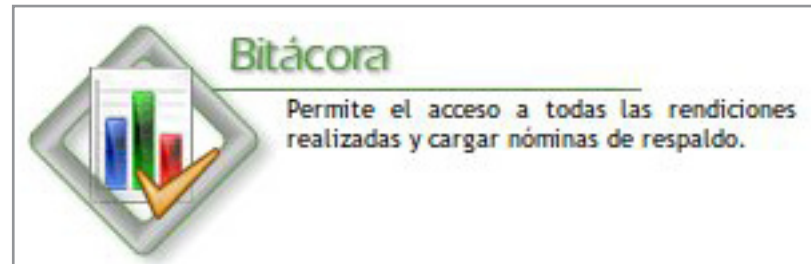 Bitácora
Permite el acceso a todas las rendiciones
realizadas y cargar nóminas de respaldo.